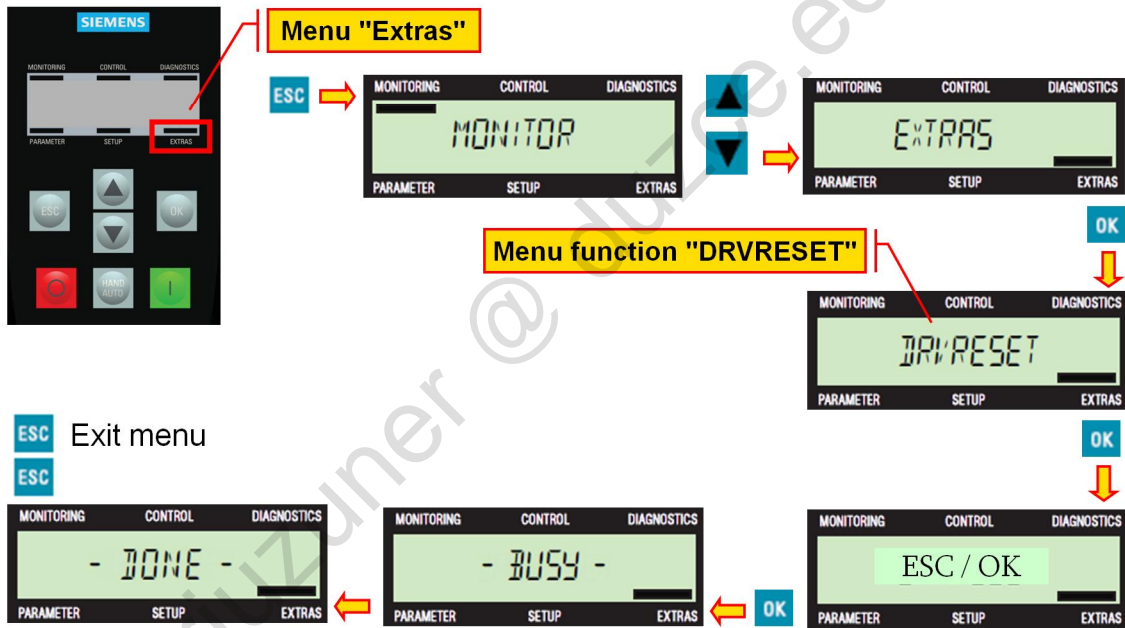 SIEMENS
MONITORING CONTROL DIAGNOSTICS
PARAMETER SETUP EXTRAS
ESC
OK
HAND
AUTO
I
Menu "Extras"
ESC
MONITORING CONTROL DIAGNOSTICS
MONITOR
PARAMETER SETUP EXTRAS
MONITORING CONTROL DIAGNOSTICS
EXTRAS
PARAMETER SETUP EXTRAS
OK
Menu function "DRVRESET"
MONITORING CONTROL DIAGNOSTICS
DRVRESET
PARAMETER SETUP EXTRAS
OK
MONITORING CONTROL DIAGNOSTICS
ESC / OK
PARAMETER SETUP EXTRAS
OK
MONITORING CONTROL DIAGNOSTICS
- BUSY -
PARAMETER SETUP EXTRAS
MONITORING CONTROL DIAGNOSTICS
- DONE -
PARAMETER SETUP EXTRAS
ESC Exit menu
ESC
uzuner @ duzce.ed